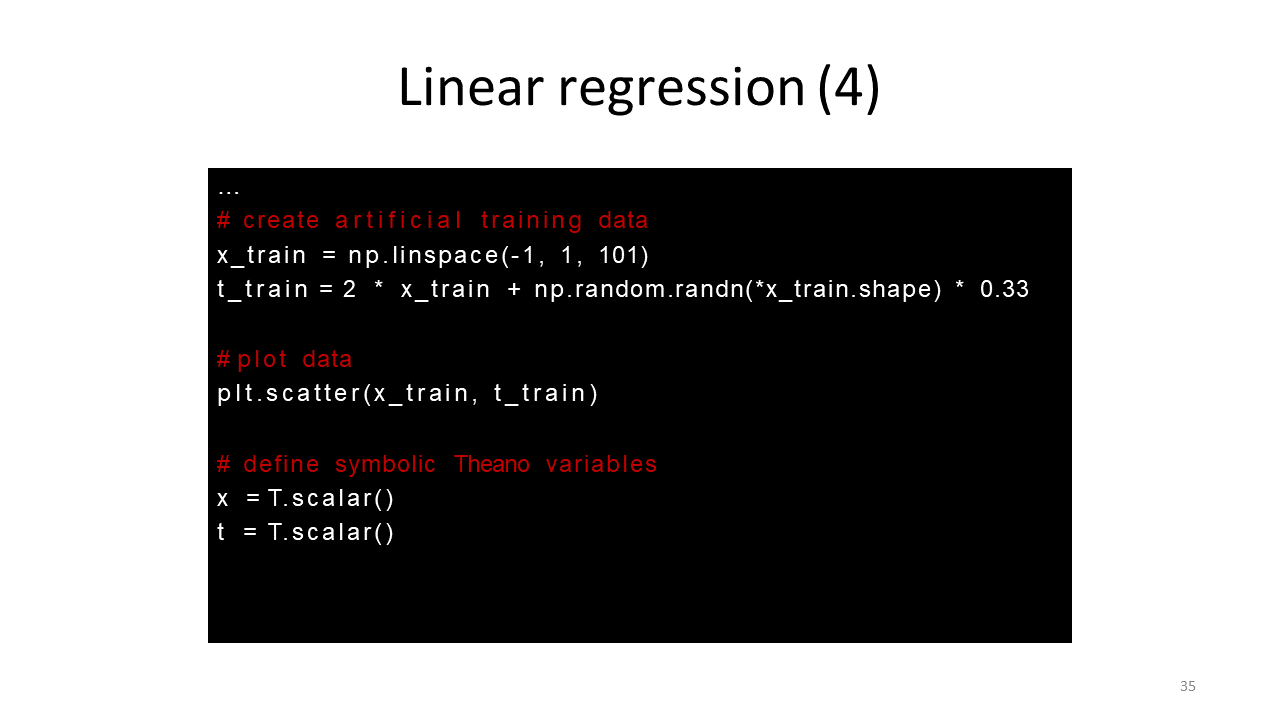 Linear regression (4)
...
# create artificial training data
x_train = np.linspace(-1, 1, 101)
t_train = 2 * x_train + np.random.randn(*x_train.shape) * 0.33
# plot data
plt.scatter(x_train, t_train)
# define symbolic Theano variables
x = T.scalar()
t = T.scalar()
35